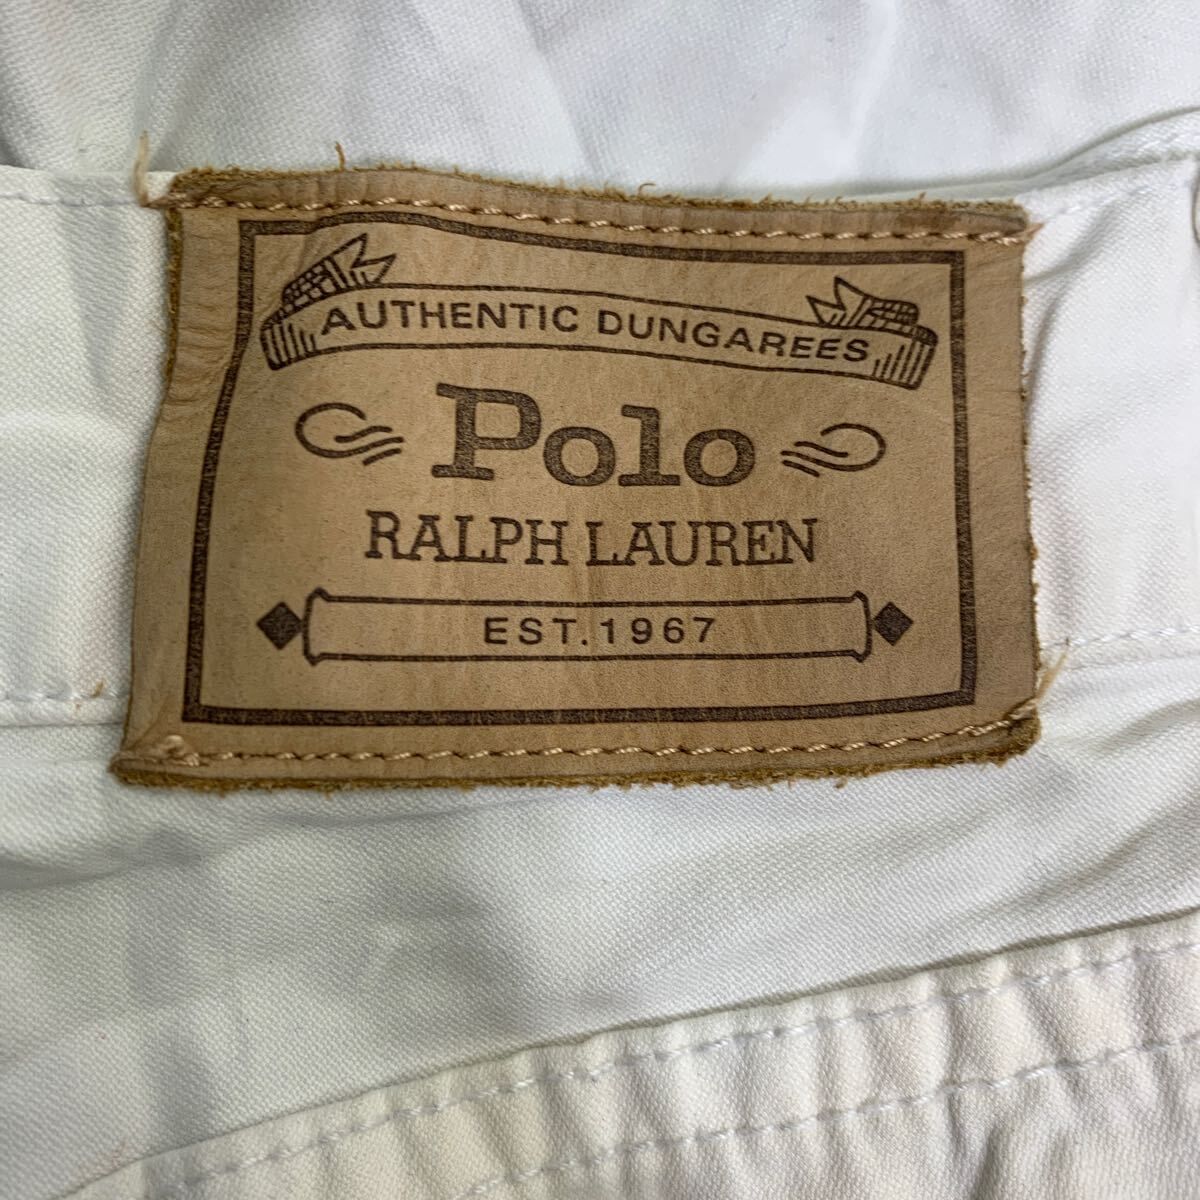 AUTHENTIC DUNGAREES
Polo
RALPH LAUREN
EST. 1967